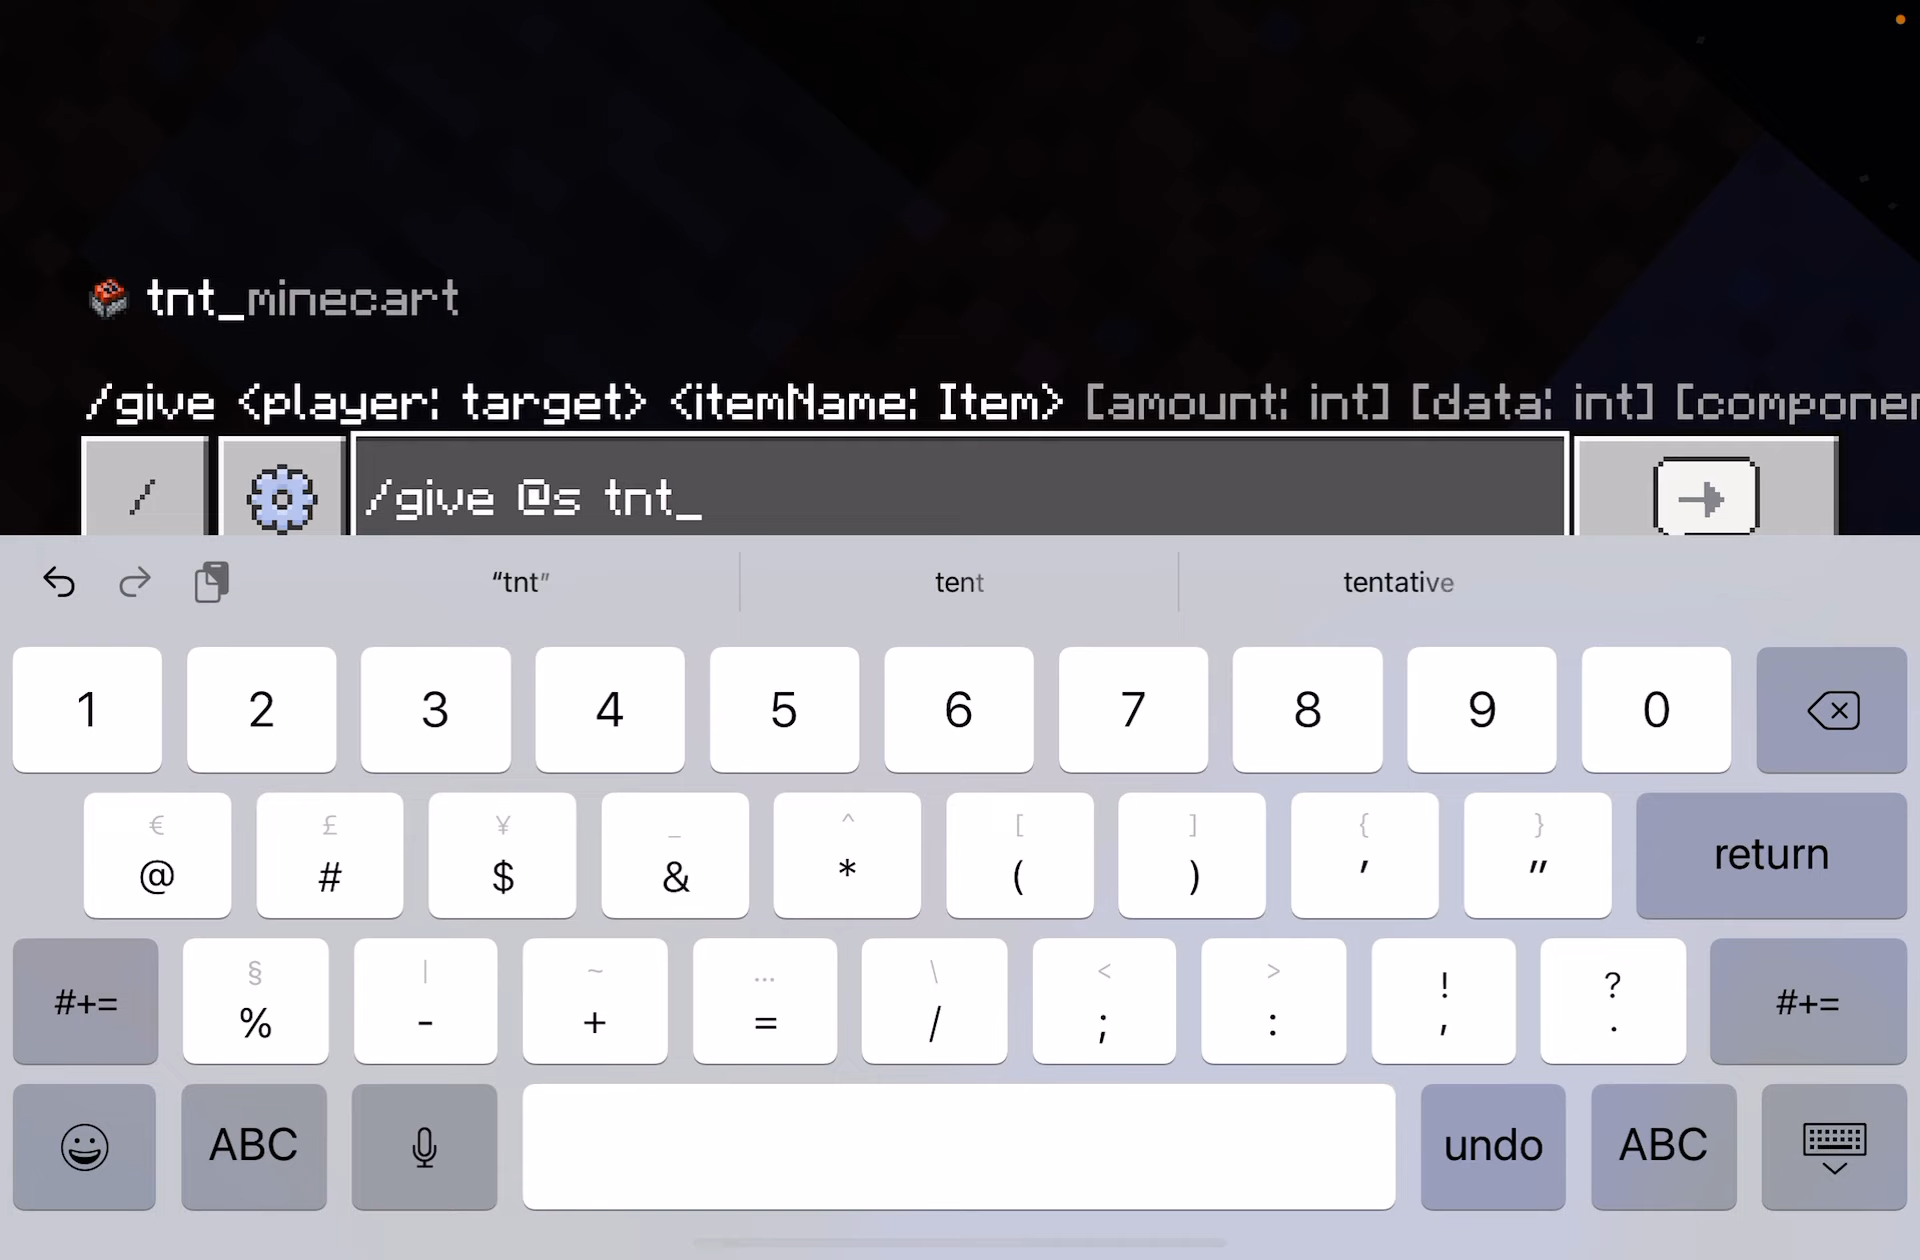 tnt_minecart
/give <player: target> <itemName: Item> [amount: int] [data: int] [componen
/
/give @s tnt_
“tnt” tent tentative
1 2 3 4 5 6 7 8 9 0
€ £ ¥ _ ^ [ ] { }
@ # $ & * ( ) ' " return
§ | ~ … \ < > ! ?
#+= % - + = / ; : , . #+=
ABC undo ABC